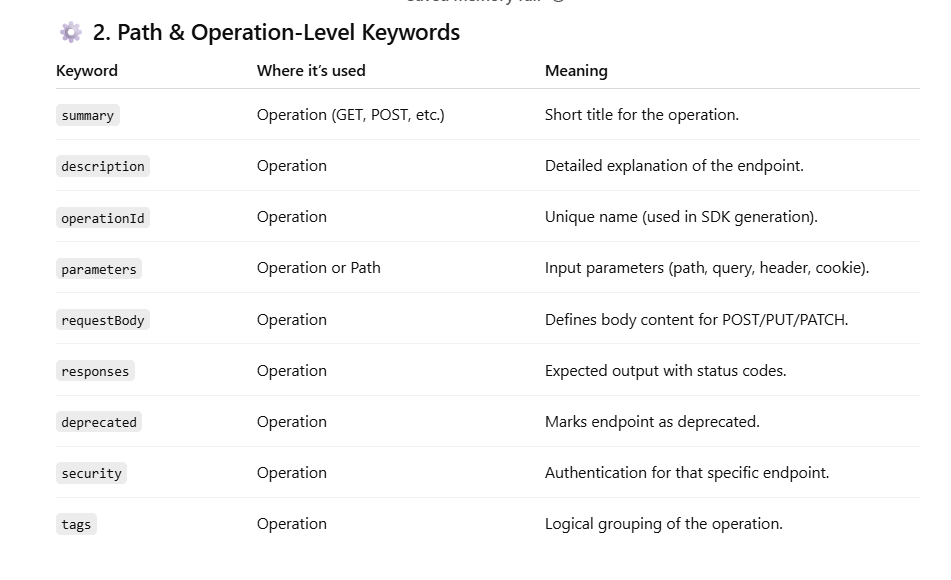 2. Path & Operation-Level Keywords
Keyword Where it's used Meaning
summary Operation (GET, POST, etc.) Short title for the operation.
description Operation Detailed explanation of the endpoint.
operationId Operation Unique name (used in SDK generation).
parameters Operation or Path Input parameters (path, query, header, cookie).
requestBody Operation Defines body content for POST/PUT/PATCH.
responses Operation Expected output with status codes.
deprecated Operation Marks endpoint as deprecated.
security Operation Authentication for that specific endpoint.
tags Operation Logical grouping of the operation.